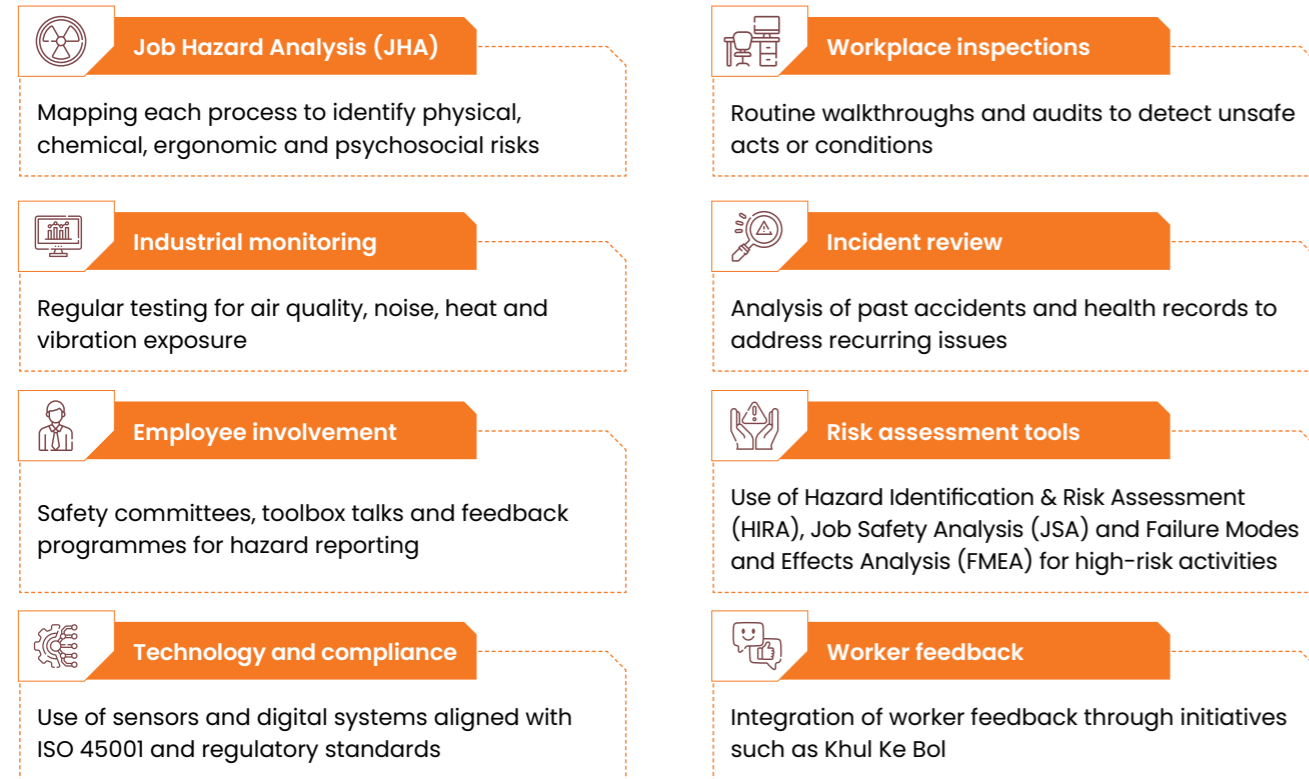 Job Hazard Analysis (JHA)
Mapping each process to identify physical,
chemical, ergonomic and psychosocial risks
Workplace inspections
Routine walkthroughs and audits to detect unsafe
acts or conditions
Industrial monitoring
Regular testing for air quality, noise, heat and
vibration exposure
Incident review
Analysis of past accidents and health records to
address recurring issues
Employee involvement
Safety committees, toolbox talks and feedback
programmes for hazard reporting
Risk assessment tools
Use of Hazard Identification & Risk Assessment
(HIRA), Job Safety Analysis (JSA) and Failure Modes
and Effects Analysis (FMEA) for high-risk activities
Technology and compliance
Use of sensors and digital systems aligned with
ISO 45001 and regulatory standards
Worker feedback
Integration of worker feedback through initiatives
such as Khul Ke Bol